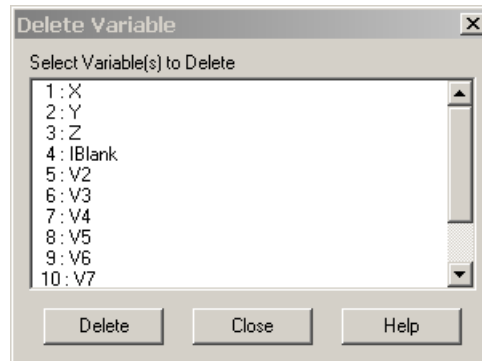 Delete Variable
Select Variable(s) to Delete
1 : X
2 : Y
3 : Z
4 : IBlank
5 : V2
6 : V3
7 : V4
8 : V5
9 : V6
10 : V7
Delete Close Help